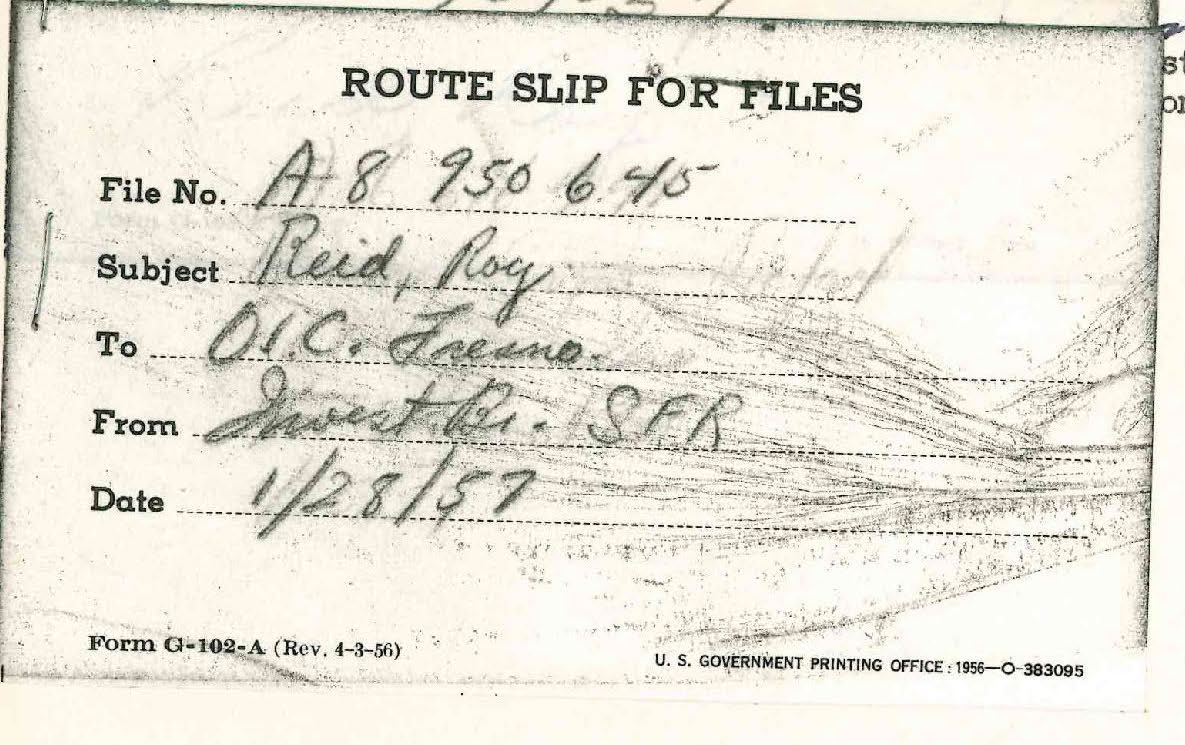 ROUTE SLIP FOR FILES
File No. A 8 950 645
Subject Reid, Roy
To O.I.C. Fresno.
From Invest. Br. SFR
Date 1/28/57
Form G-102-A (Rev. 4-3-56)
U. S. GOVERNMENT PRINTING OFFICE : 1956—O-383095